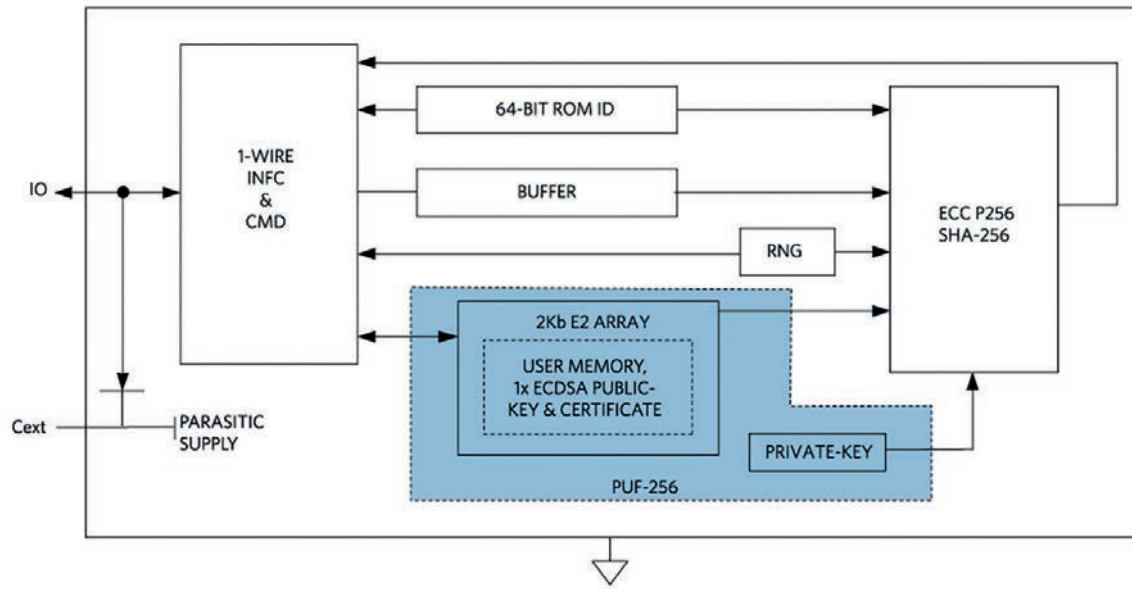 64-BIT ROM ID
1-WIRE
INFC
&
CMD
IO
BUFFER
ECC P256
SHA-256
RNG
2Kb E2 ARRAY
USER MEMORY,
1x ECDSA PUBLIC-
KEY & CERTIFICATE
Cext
PARASITIC
SUPPLY
PRIVATE-KEY
PUF-256